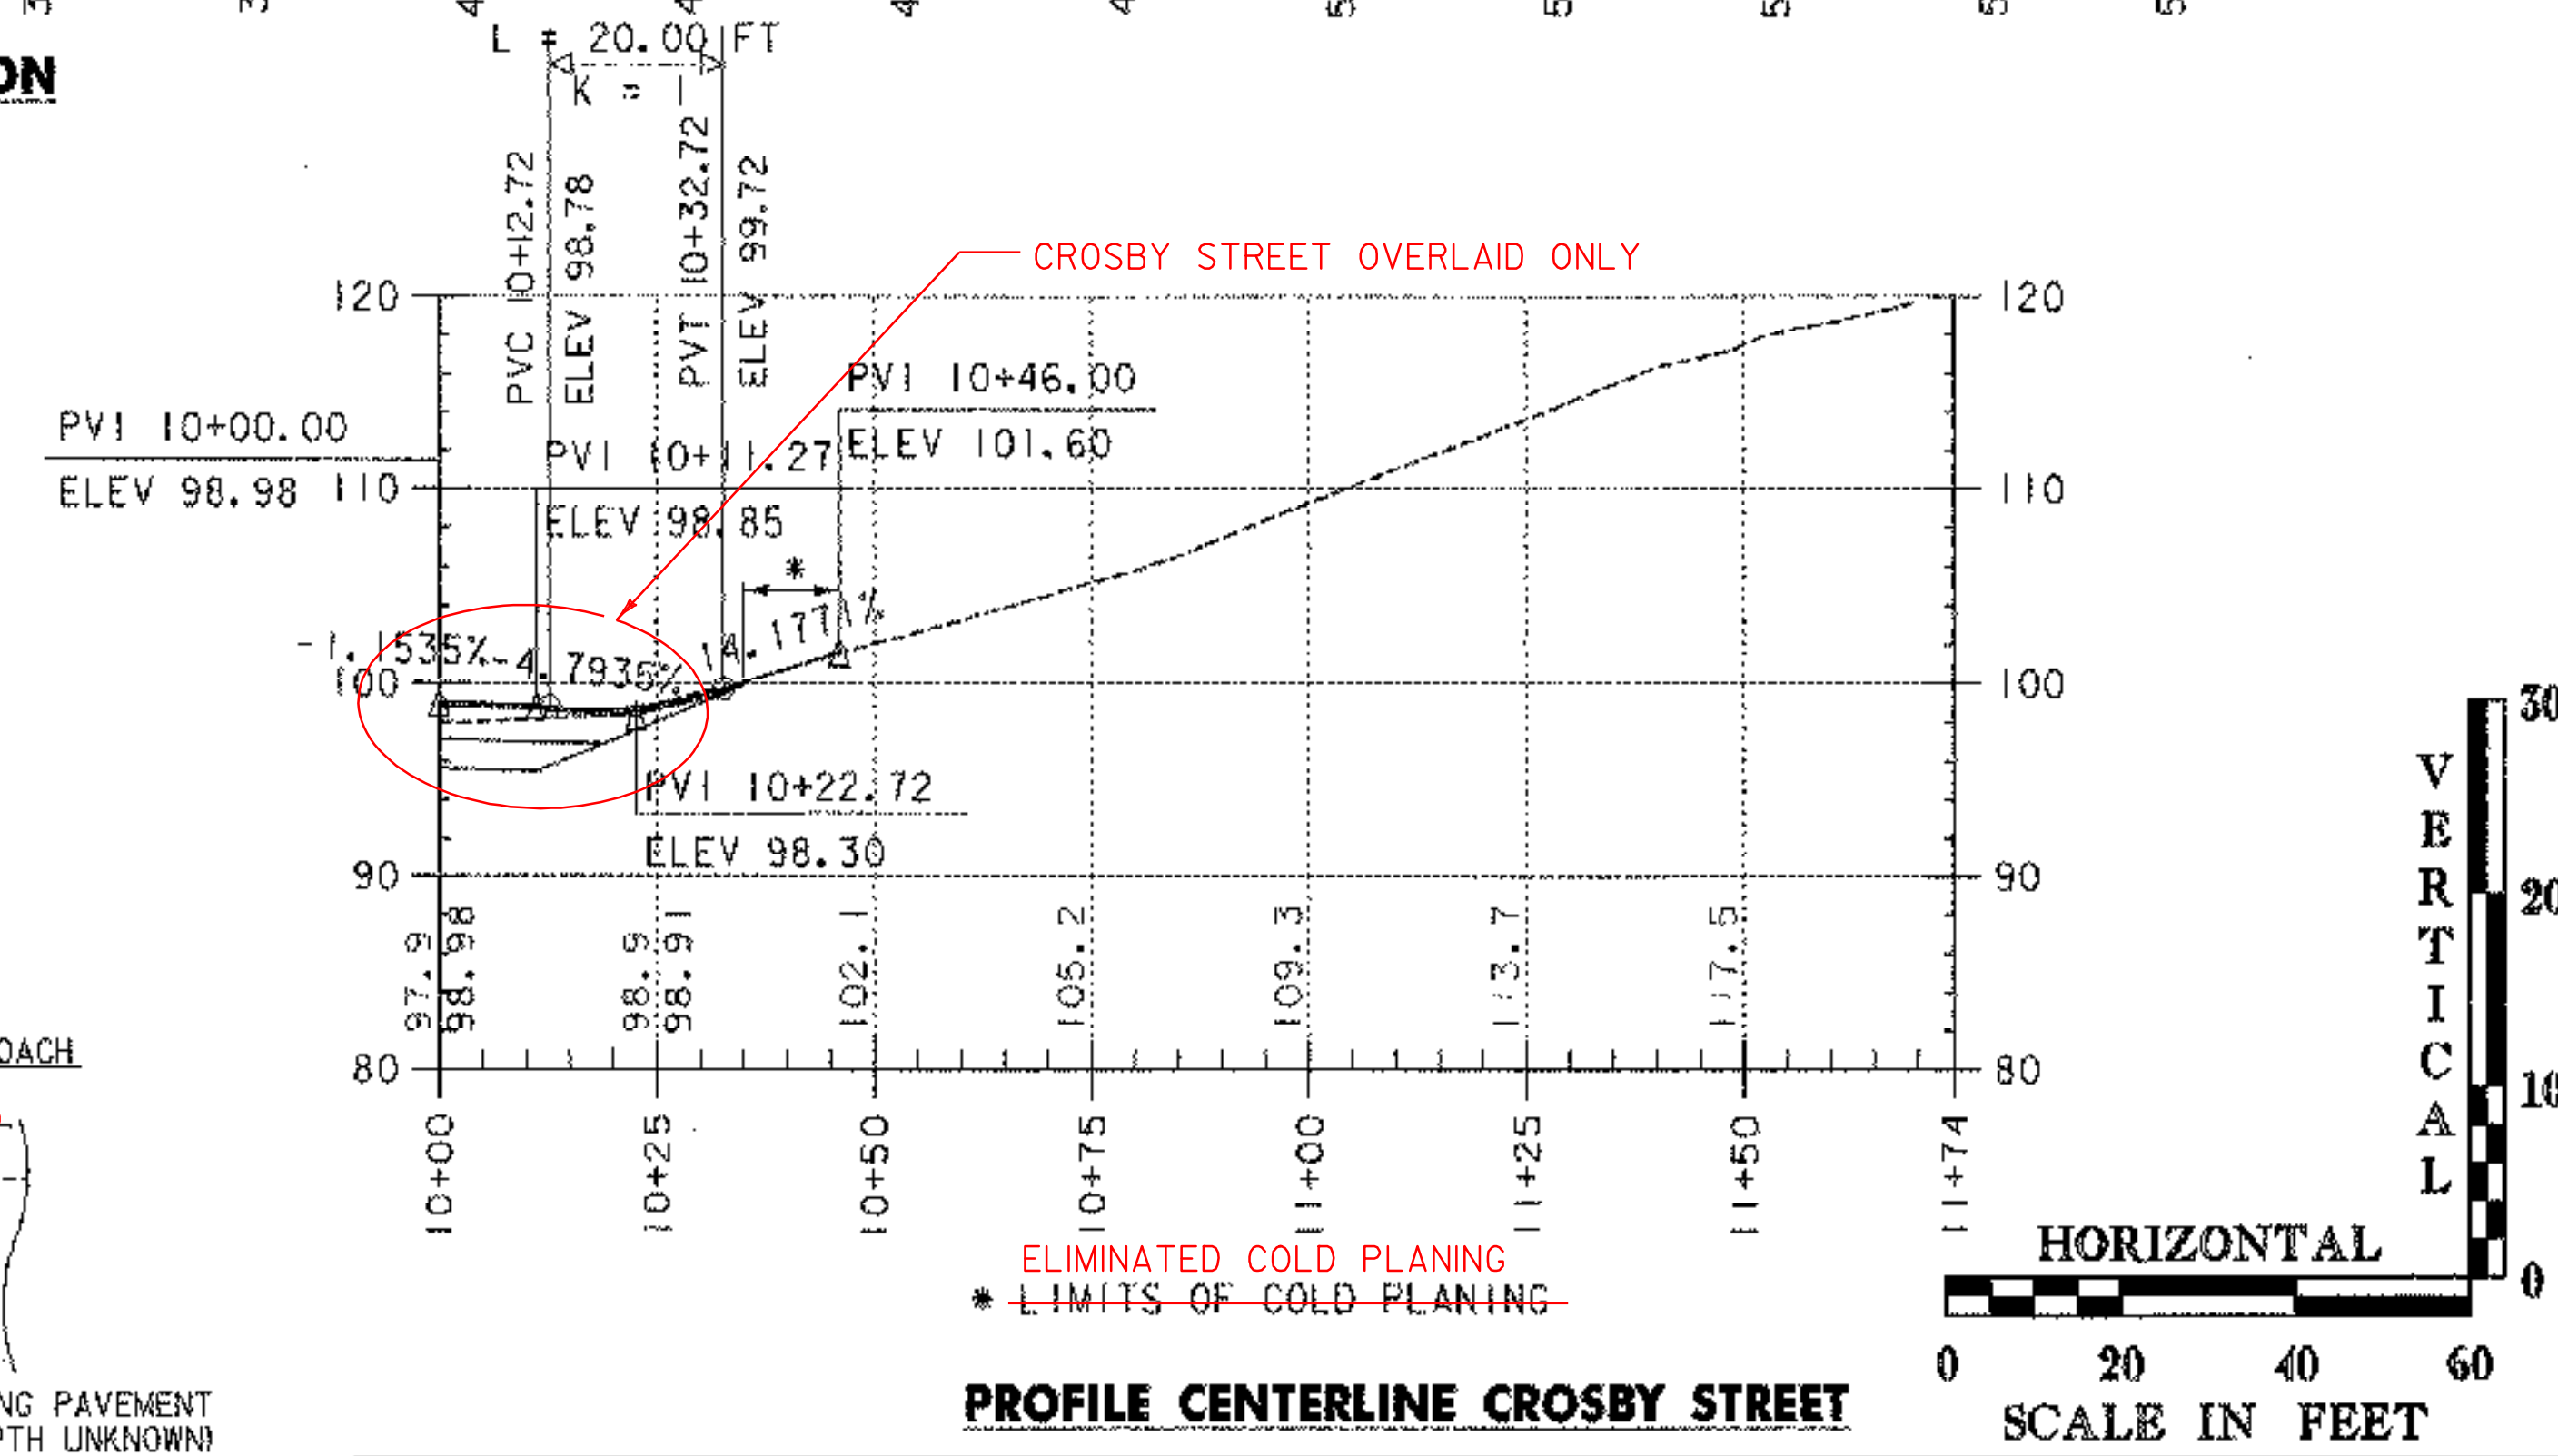 ON
L = 20.00 FT
K = 1
PVC 10+12.72
ELEV 98.78
PVT 10+32.72
ELEV 99.72
CROSBY STREET OVERLAID ONLY
120
120
PVI 10+46.00
ELEV 101.60
PVI 10+00.00
ELEV 98.98
PVI 10+11.27
ELEV 98.85
110
110
*
-1.1535%
-4.7935%
14.1771%
100
100
PVI 10+22.72
ELEV 98.30
90
90
97.9
98.98
98.9
98.91
102.1
105.2
109.3
113.7
117.5
80
80
10+00
10+25
10+50
10+75
11+00
11+25
11+50
11+74
OACH
ELIMINATED COLD PLANING
* LIMITS OF COLD PLANING
PROFILE CENTERLINE CROSBY STREET
NG PAVEMENT
PTH UNKNOWN)
VERTICAL
30
20
10
0
HORIZONTAL
0 20 40 60
SCALE IN FEET